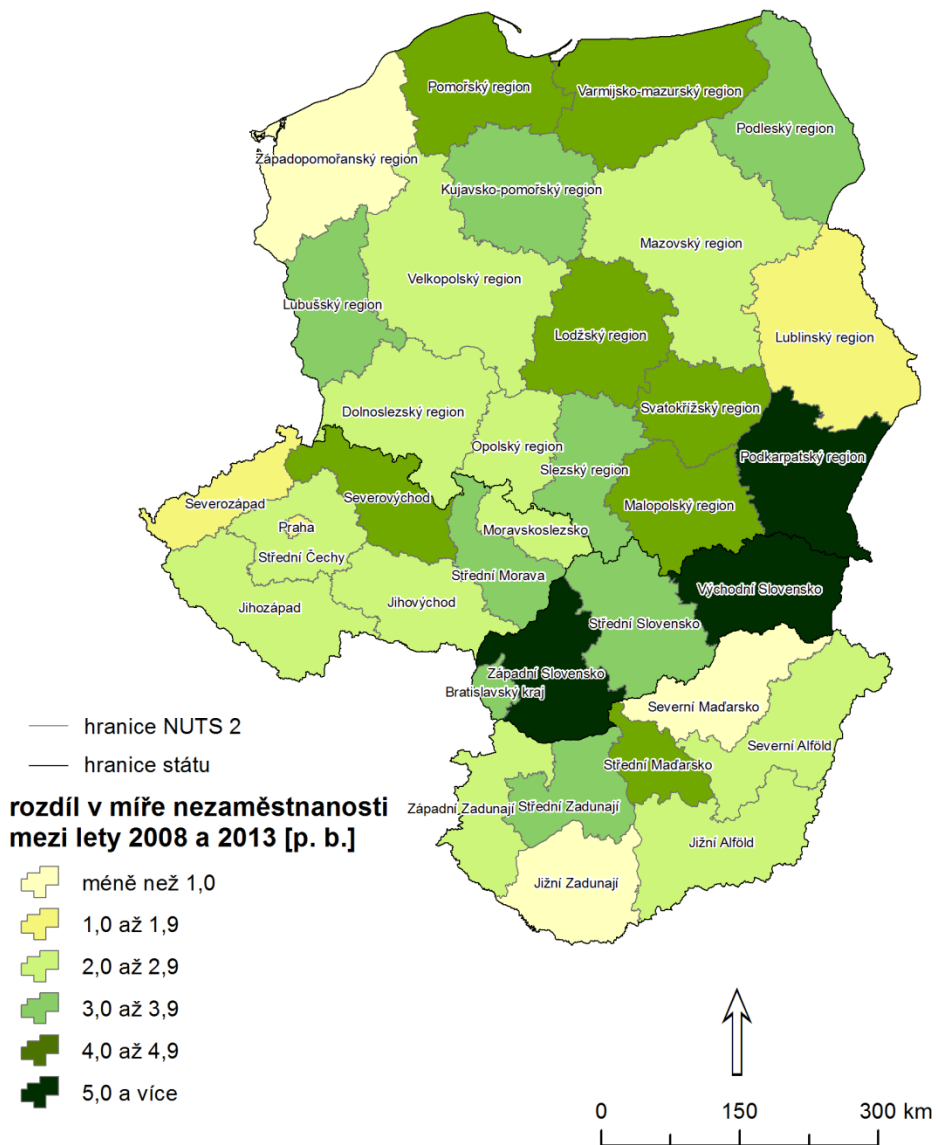 Pomořský region
Varmijsko-mazurský region
Podleský region
Západopomořanský region
Kujavsko-pomořský region
Mazovský region
Velkopolský region
Lubušský region
Lodžský region
Lublinský region
Dolnoslezský region
Svatokřížský region
Opolský region
Podkarpatský region
Slezský region
Severozápad
Severovýchod
Malopolský region
Praha
Moravskoslezsko
Střední Čechy
Střední Morava
Východní Slovensko
Jihozápad
Jihovýchod
Střední Slovensko
Západní Slovensko
Bratislavský kraj
Severní Maďarsko
Severní Alföld
Střední Maďarsko
Západní Zadunají
Střední Zadunají
Jižní Alföld
Jižní Zadunají
hranice NUTS 2
hranice státu
rozdíl v míře nezaměstnanosti
mezi lety 2008 a 2013 [p. b.]
méně než 1,0
1,0 až 1,9
2,0 až 2,9
3,0 až 3,9
4,0 až 4,9
5,0 a více
0 150 300 km